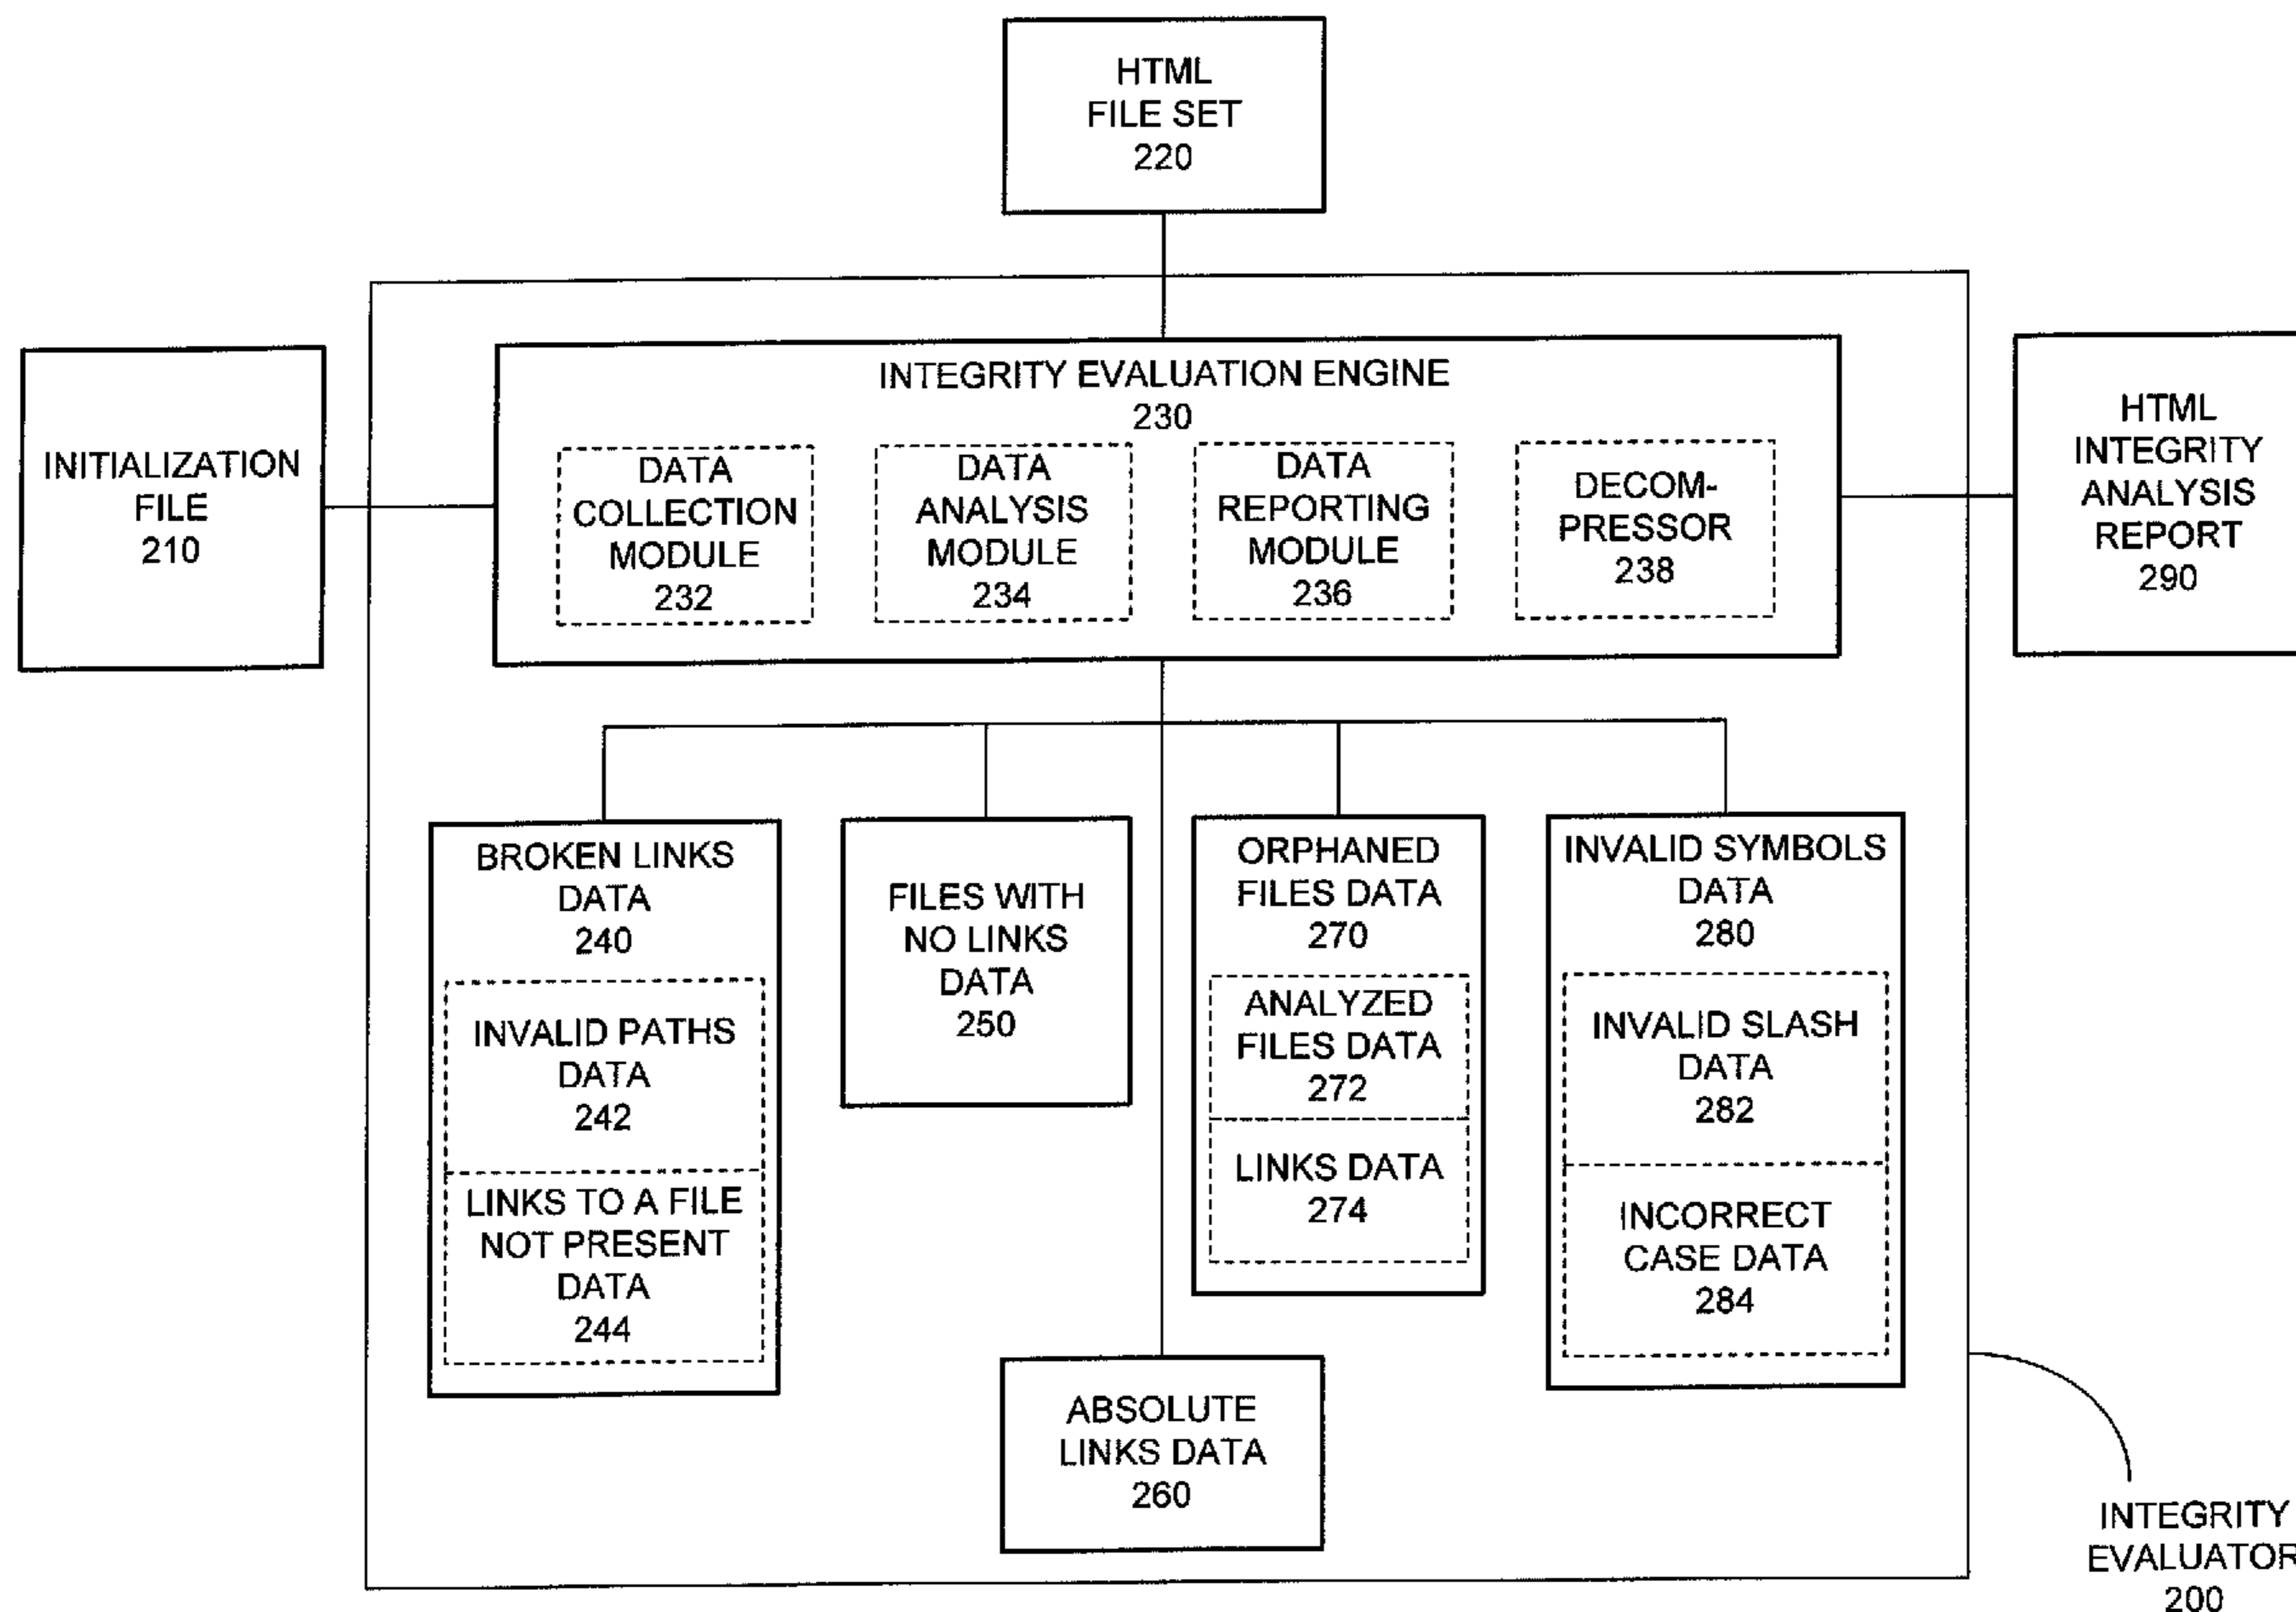 HTML
FILE SET
220
INITIALIZATION
FILE
210
INTEGRITY EVALUATION ENGINE
230
DATA
COLLECTION
MODULE
232
DATA
ANALYSIS
MODULE
234
DATA
REPORTING
MODULE
236
DECOM-
PRESSOR
238
HTML
INTEGRITY
ANALYSIS
REPORT
290
BROKEN LINKS
DATA
240
INVALID PATHS
DATA
242
LINKS TO A FILE
NOT PRESENT
DATA
244
FILES WITH
NO LINKS
DATA
250
ORPHANED
FILES DATA
270
ANALYZED
FILES DATA
272
LINKS DATA
274
INVALID SYMBOLS
DATA
280
INVALID SLASH
DATA
282
INCORRECT
CASE DATA
284
ABSOLUTE
LINKS DATA
260
INTEGRITY
EVALUATOR
200